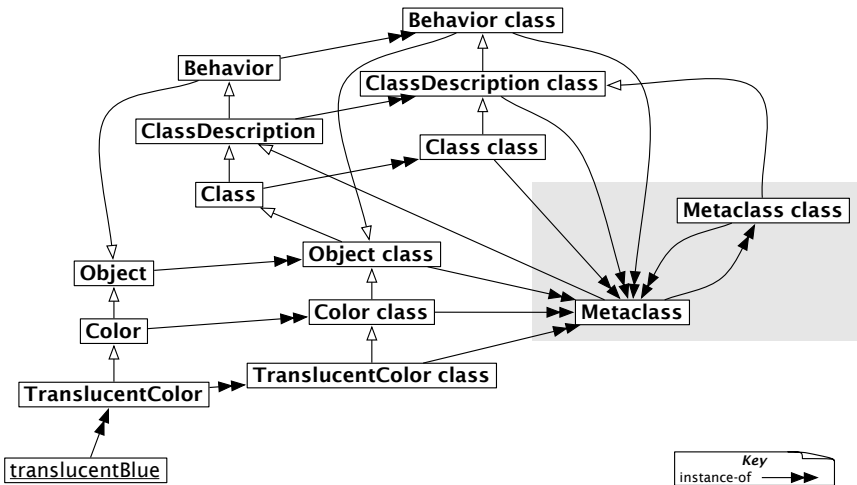 Behavior class
Behavior
ClassDescription class
ClassDescription
Class class
Class
Metaclass class
Object class
Object
Color class
Metaclass
Color
TranslucentColor class
TranslucentColor
translucentBlue
Key
instance-of